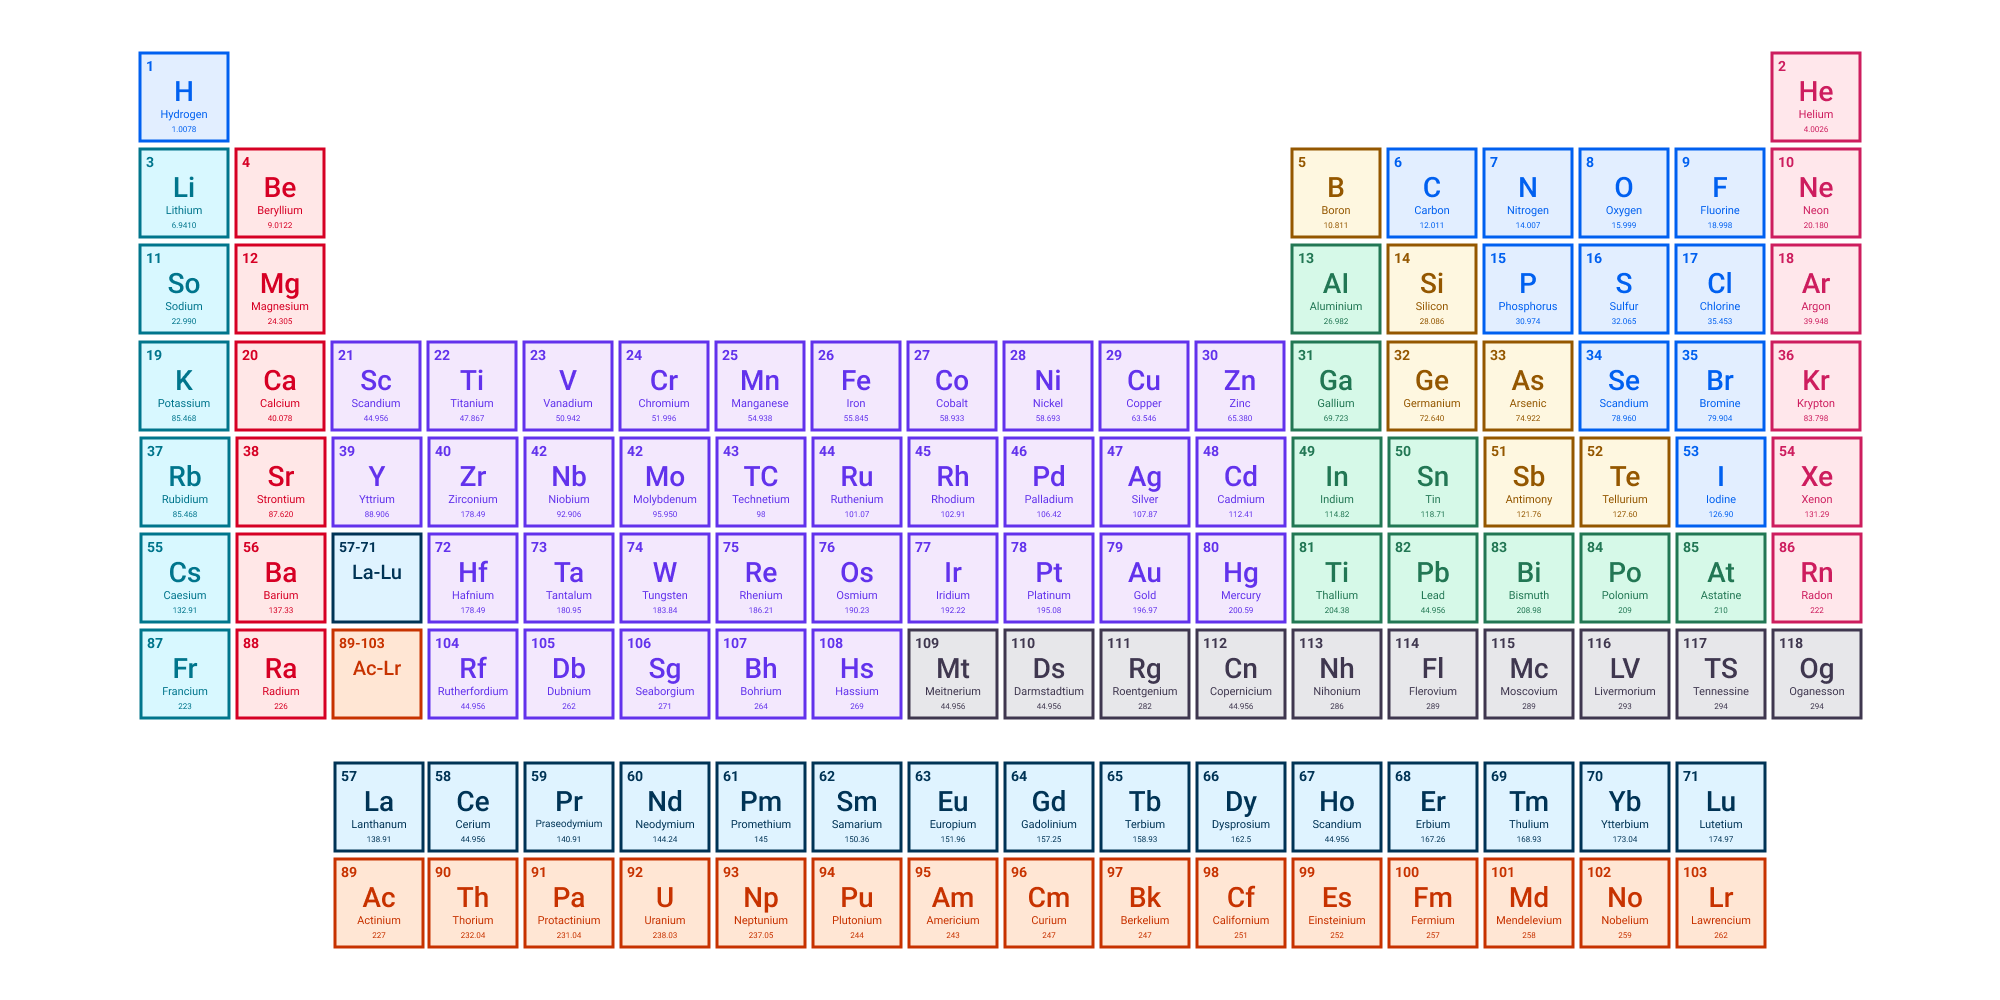 1
H
Hydrogen
1.0078
2
He
Helium
4.0026
3
Li
Lithium
6.9410
4
Be
Beryllium
9.0122
5
B
Boron
10.811
6
C
Carbon
12.011
7
N
Nitrogen
14.007
8
O
Oxygen
15.999
9
F
Fluorine
18.998
10
Ne
Neon
20.180
11
So
Sodium
22.990
12
Mg
Magnesium
24.305
13
Al
Aluminium
26.982
14
Si
Silicon
28.086
15
P
Phosphorus
30.974
16
S
Sulfur
32.065
17
Cl
Chlorine
35.453
18
Ar
Argon
39.948
19
K
Potassium
85.468
20
Ca
Calcium
40.078
21
Sc
Scandium
44.956
22
Ti
Titanium
47.867
23
V
Vanadium
50.942
24
Cr
Chromium
51.996
25
Mn
Manganese
54.938
26
Fe
Iron
55.845
27
Co
Cobalt
58.933
28
Ni
Nickel
58.693
29
Cu
Copper
63.546
30
Zn
Zinc
65.380
31
Ga
Gallium
69.723
32
Ge
Germanium
72.640
33
As
Arsenic
74.922
34
Se
Scandium
78.960
35
Br
Bromine
79.904
36
Kr
Krypton
83.798
37
Rb
Rubidium
85.468
38
Sr
Strontium
87.620
39
Y
Yttrium
88.906
40
Zr
Zirconium
178.49
42
Nb
Niobium
92.906
42
Mo
Molybdenum
95.950
43
TC
Technetium
98
44
Ru
Ruthenium
101.07
45
Rh
Rhodium
102.91
46
Pd
Palladium
106.42
47
Ag
Silver
107.87
48
Cd
Cadmium
112.41
49
In
Indium
114.82
50
Sn
Tin
118.71
51
Sb
Antimony
121.76
52
Te
Tellurium
127.60
53
I
Iodine
126.90
54
Xe
Xenon
131.29
55
Cs
Caesium
132.91
56
Ba
Barium
137.33
57-71
La-Lu
72
Hf
Hafnium
178.49
73
Ta
Tantalum
180.95
74
W
Tungsten
183.84
75
Re
Rhenium
186.21
76
Os
Osmium
190.23
77
Ir
Iridium
192.22
78
Pt
Platinum
195.08
79
Au
Gold
196.97
80
Hg
Mercury
200.59
81
Ti
Thallium
204.38
82
Pb
Lead
44.956
83
Bi
Bismuth
208.98
84
Po
Polonium
209
85
At
Astatine
210
86
Rn
Radon
222
87
Fr
Francium
223
88
Ra
Radium
226
89-103
Ac-Lr
104
Rf
Rutherfordium
44.956
105
Db
Dubnium
262
106
Sg
Seaborgium
271
107
Bh
Bohrium
264
108
Hs
Hassium
269
109
Mt
Meitnerium
44.956
110
Ds
Darmstadtium
44.956
111
Rg
Roentgenium
282
112
Cn
Copernicium
44.956
113
Nh
Nihonium
286
114
Fl
Flerovium
289
115
Mc
Moscovium
289
116
LV
Livermorium
293
117
TS
Tennessine
294
118
Og
Oganesson
294
57
La
Lanthanum
138.91
58
Ce
Cerium
44.956
59
Pr
Praseodymium
140.91
60
Nd
Neodymium
144.24
61
Pm
Promethium
145
62
Sm
Samarium
150.36
63
Eu
Europium
151.96
64
Gd
Gadolinium
157.25
65
Tb
Terbium
158.93
66
Dy
Dysprosium
162.5
67
Ho
Scandium
44.956
68
Er
Erbium
167.26
69
Tm
Thulium
168.93
70
Yb
Ytterbium
173.04
71
Lu
Lutetium
174.97
89
Ac
Actinium
227
90
Th
Thorium
232.04
91
Pa
Protactinium
231.04
92
U
Uranium
238.03
93
Np
Neptunium
237.05
94
Pu
Plutonium
244
95
Am
Americium
243
96
Cm
Curium
247
97
Bk
Berkelium
247
98
Cf
Californium
251
99
Es
Einsteinium
252
100
Fm
Fermium
257
101
Md
Mendelevium
258
102
No
Nobelium
259
103
Lr
Lawrencium
262